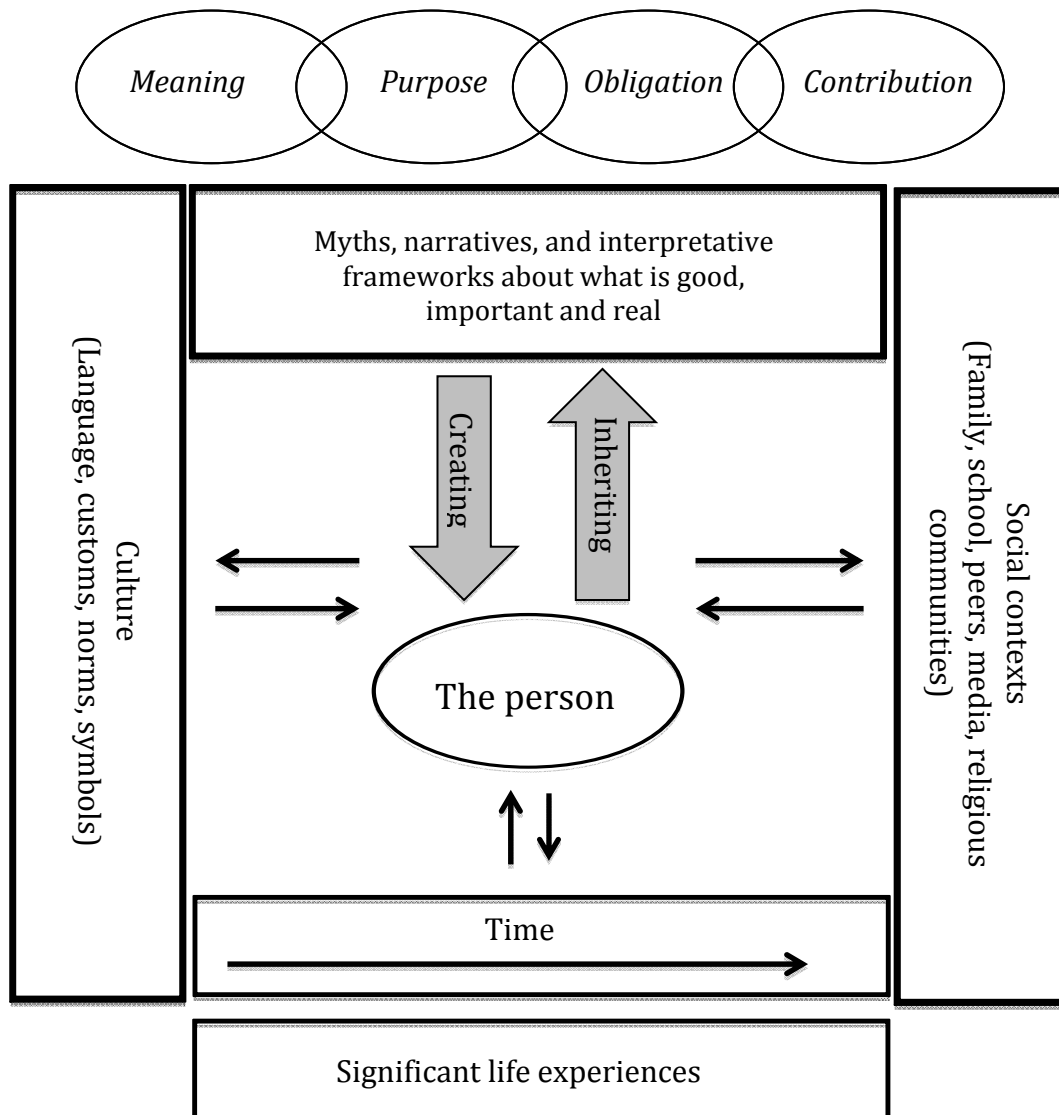 Meaning
Purpose
Obligation
Contribution
Myths, narratives, and interpretative
frameworks about what is good,
important and real
Culture
(Language, customs, norms, symbols)
Creating
Inheriting
Social contexts
(Family, school, peers, media, religious
communities)
The person
Time
Significant life experiences